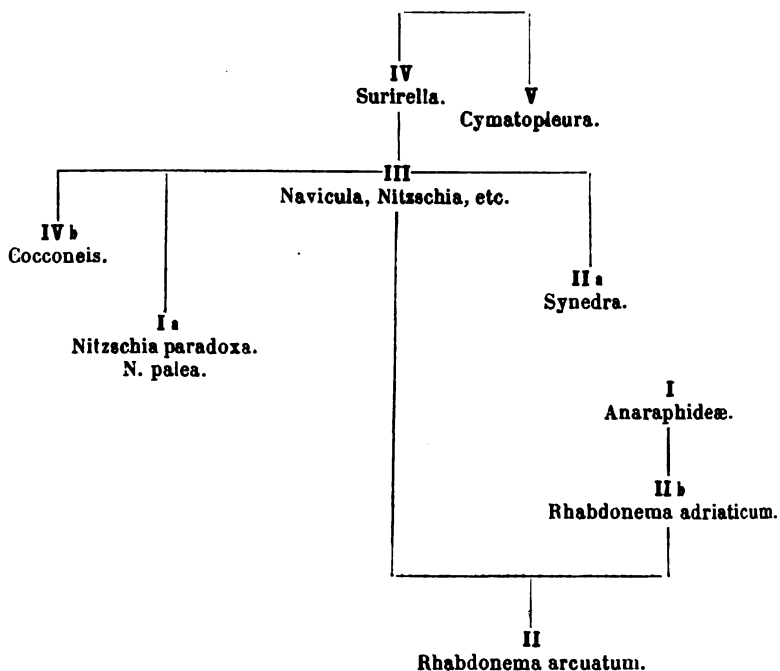 IV
Surirella.
V
Cymatopleura.
III
Navicula, Nitzschia, etc.
IV b
Cocconeis.
II a
Synedra.
I a
Nitzschia paradoxa.
N. palea.
I
Anaraphideæ.
II b
Rhabdonema adriaticum.
II
Rhabdonema arcuatum.